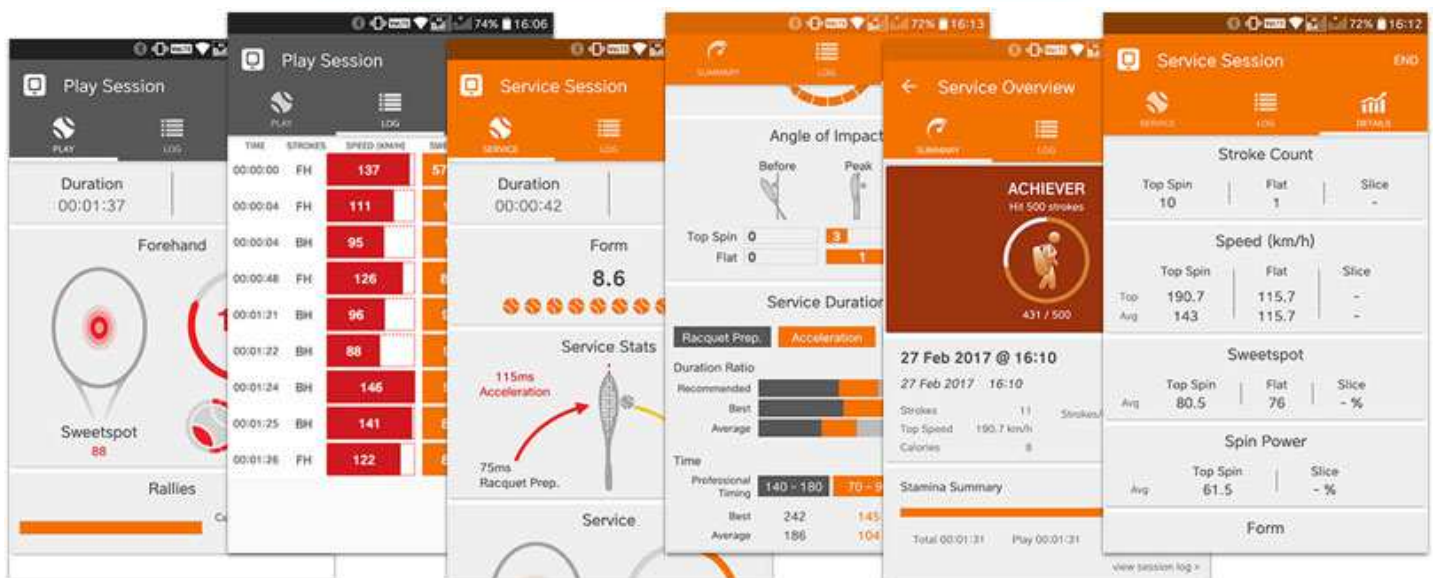 Play Session
PLAY
LOG
Duration
00:01:37
Forehand
Sweetspot
88
Rallies
74% 16:06
Play Session
PLAY
LOG
TIME STROKES SPEED (KM/H)
00:00:00 FH 137 57
00:00:04 FH 111
00:00:04 BH 95
00:00:48 FH 126
00:01:21 BH 96
00:01:22 BH 88
00:01:24 BH 146
00:01:25 BH 141
00:01:26 FH 122
Service Session
SERVICE
LOG
Duration
00:00:42
Form
8.6
Service Stats
115ms
Acceleration
75ms
Racquet Prep.
Service
72% 16:13
SUMMARY
LOG
Angle of Impact
Before Peak
Top Spin 0 3
Flat 0 1
Service Duration
Racquet Prep. Acceleration
Duration Ratio
Recommended
Best
Average
Time
Professional
Timing 140 - 180
Best 242 145
Average 186 104
Service Overview
SUMMARY
LOG
ACHIEVER
Hit 500 strokes
431 / 500
27 Feb 2017 @ 16:10
27 Feb 2017 16:10
Strokes 11
Top Speed 190.7 km/h
Calories 8
Stamina Summary
Total 00:01:31 Play 00:01:31
view session log >
72% 16:12
Service Session END
SERVICE
LOG
DETAILS
Stroke Count
Top Spin Flat Slice
10 1 -
Speed (km/h)
Top Spin Flat Slice
Top 190.7 115.7 -
Avg 143 115.7 -
Sweetspot
Top Spin Flat Slice
Avg 80.5 76 - %
Spin Power
Top Spin Slice
Avg 61.5 - %
Form